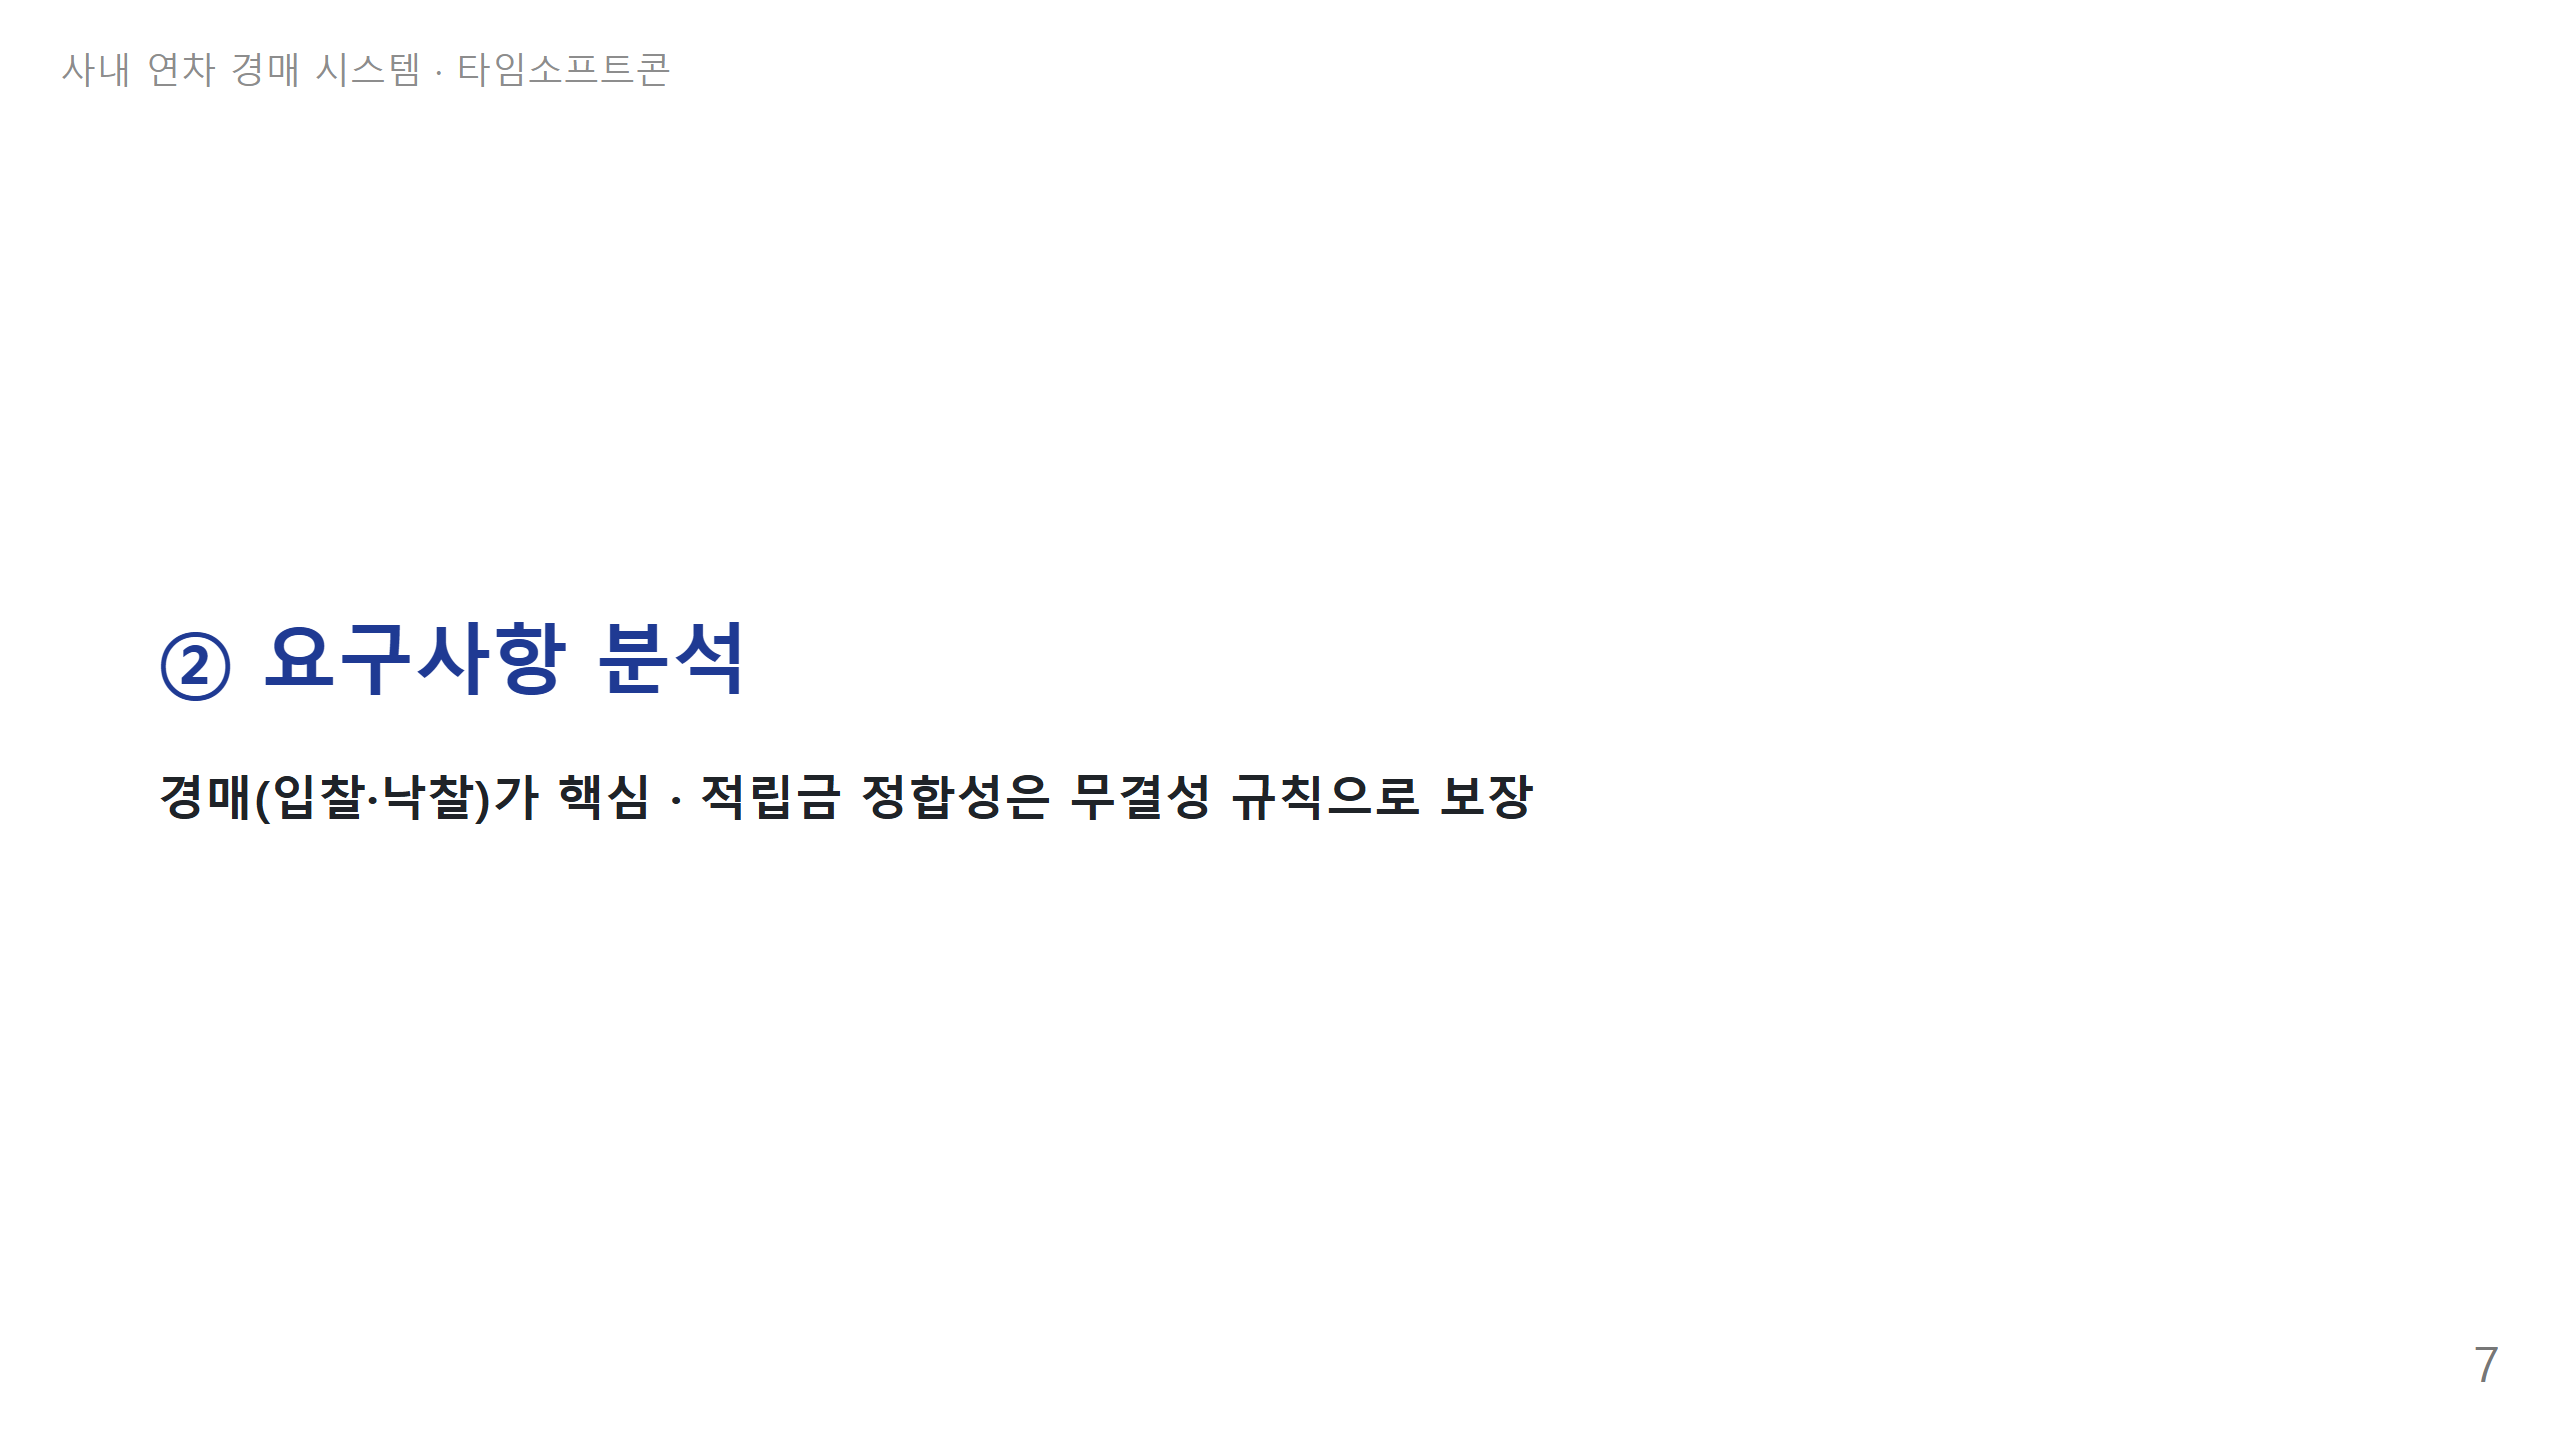 사내 연차 경매 시스템 · 타임소프트콘
② 요구사항 분석
경매(입찰·낙찰)가 핵심 · 적립금 정합성은 무결성 규칙으로 보장
7